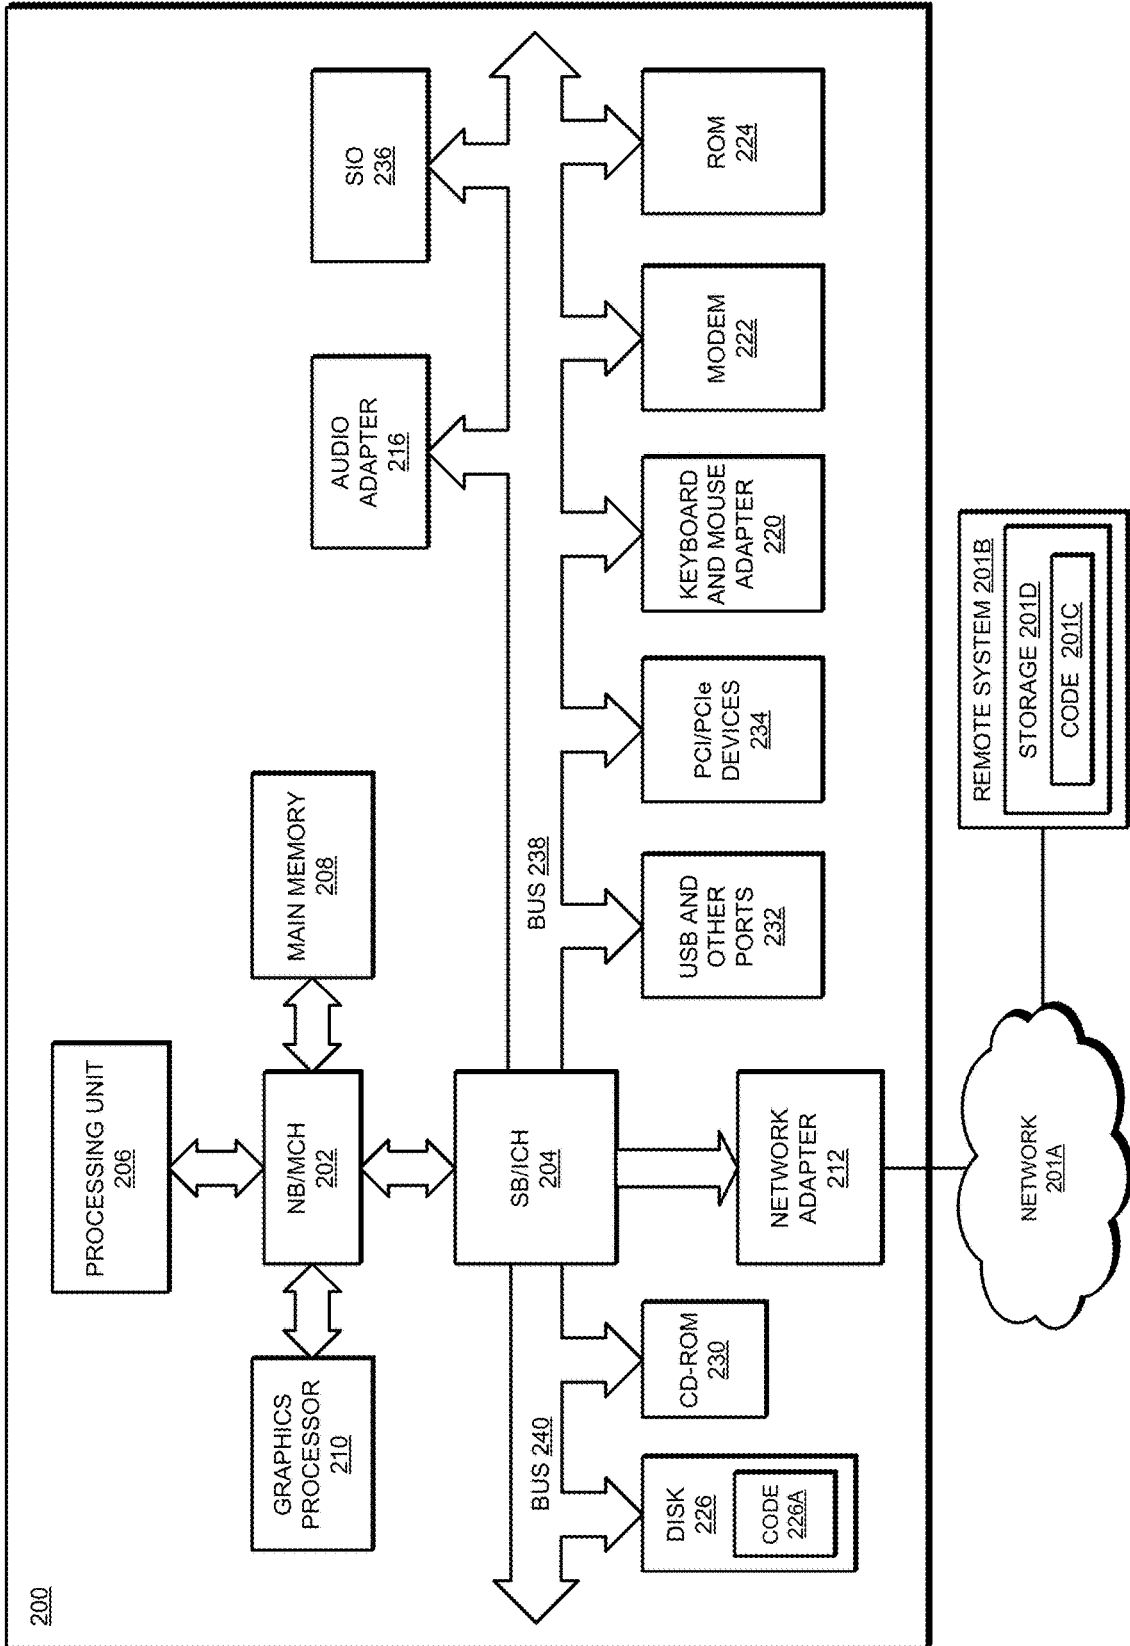 200
PROCESSING UNIT
206
GRAPHICS
PROCESSOR
210
NB/MCH
202
MAIN MEMORY
208
AUDIO
ADAPTER
216
SIO
236
SB/ICH
204
BUS 240
BUS 238
DISK
226
CODE
226A
CD-ROM
230
NETWORK
ADAPTER
212
USB AND
OTHER
PORTS
232
PCI/PCIe
DEVICES
234
KEYBOARD
AND MOUSE
ADAPTER
220
MODEM
222
ROM
224
NETWORK
201A
REMOTE SYSTEM 201B
STORAGE 201D
CODE 201C